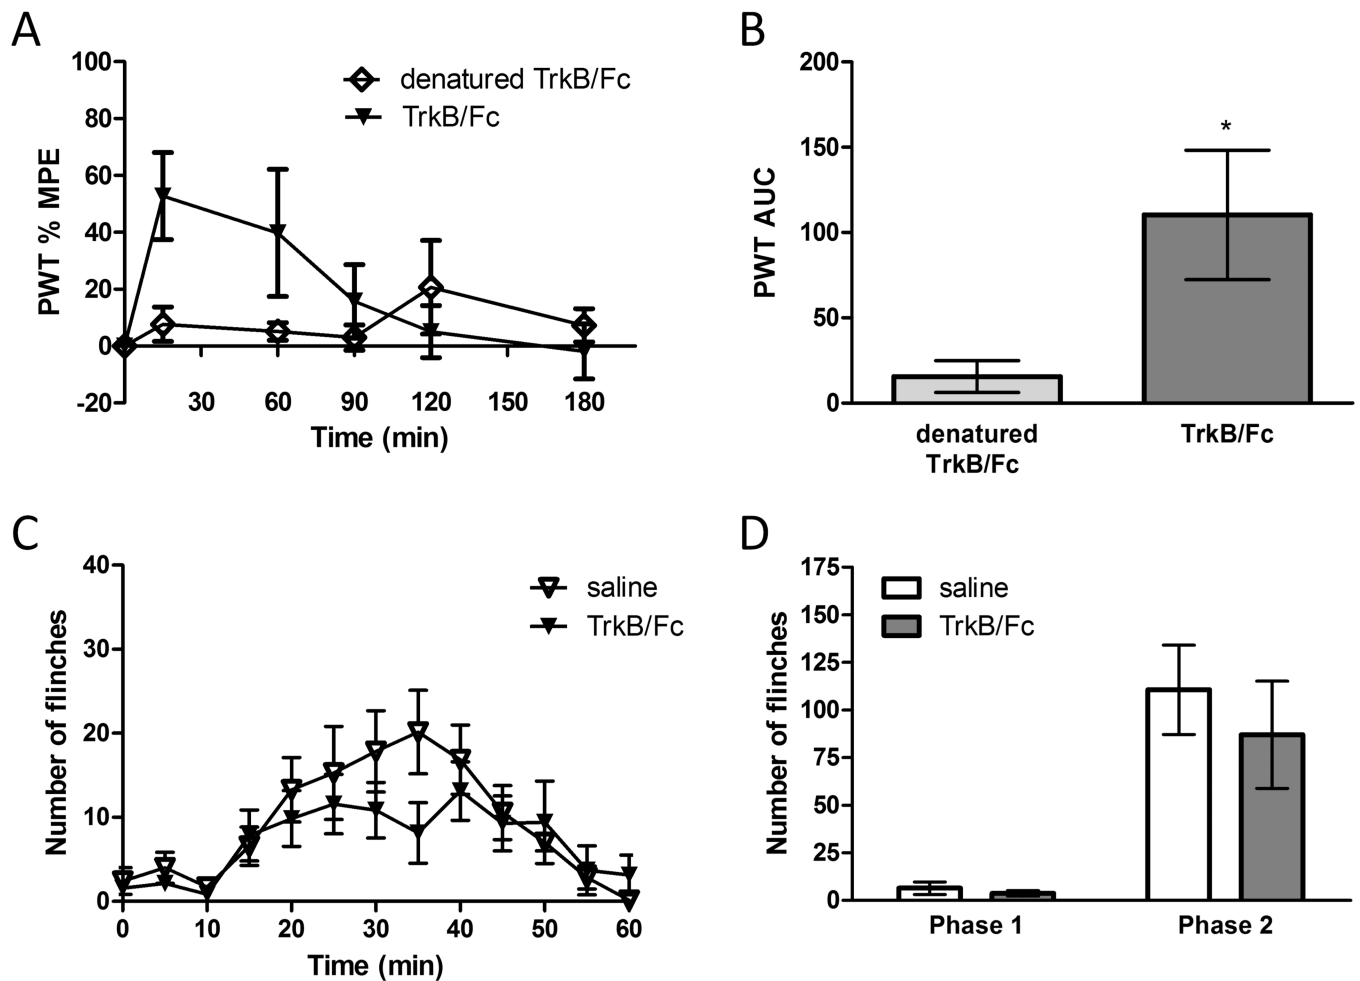 A
PWT % MPE
100
80
60
40
20
0
-20
30 60 90 120 150 180
Time (min)
denatured TrkB/Fc
TrkB/Fc
B
PWT AUC
200
150
100
50
0
*
denatured
TrkB/Fc
TrkB/Fc
C
Number of flinches
40
30
20
10
0
0 10 20 30 40 50 60
Time (min)
saline
TrkB/Fc
D
Number of flinches
175
150
125
100
75
50
25
0
saline
TrkB/Fc
Phase 1 Phase 2